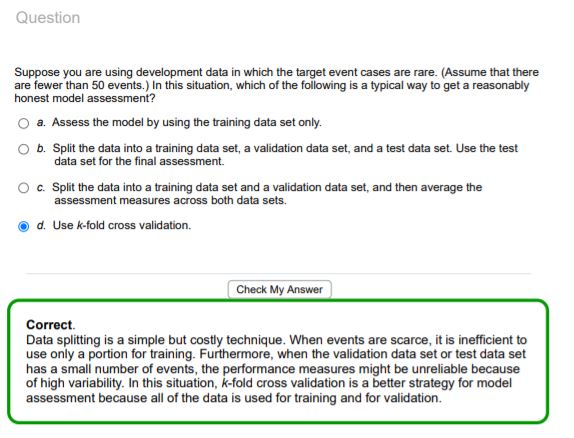 Question
Suppose you are using development data in which the target event cases are rare. (Assume that there
are fewer than 50 events.) In this situation, which of the following is a typical way to get a reasonably
honest model assessment?
a. Assess the model by using the training data set only.
b. Split the data into a training data set, a validation data set, and a test data set. Use the test
data set for the final assessment.
c. Split the data into a training data set and a validation data set, and then average the
assessment measures across both data sets.
d. Use k-fold cross validation.
Check My Answer
Correct.
Data splitting is a simple but costly technique. When events are scarce, it is inefficient to
use only a portion for training. Furthermore, when the validation data set or test data set
has a small number of events, the performance measures might be unreliable because
of high variability. In this situation, k-fold cross validation is a better strategy for model
assessment because all of the data is used for training and for validation.